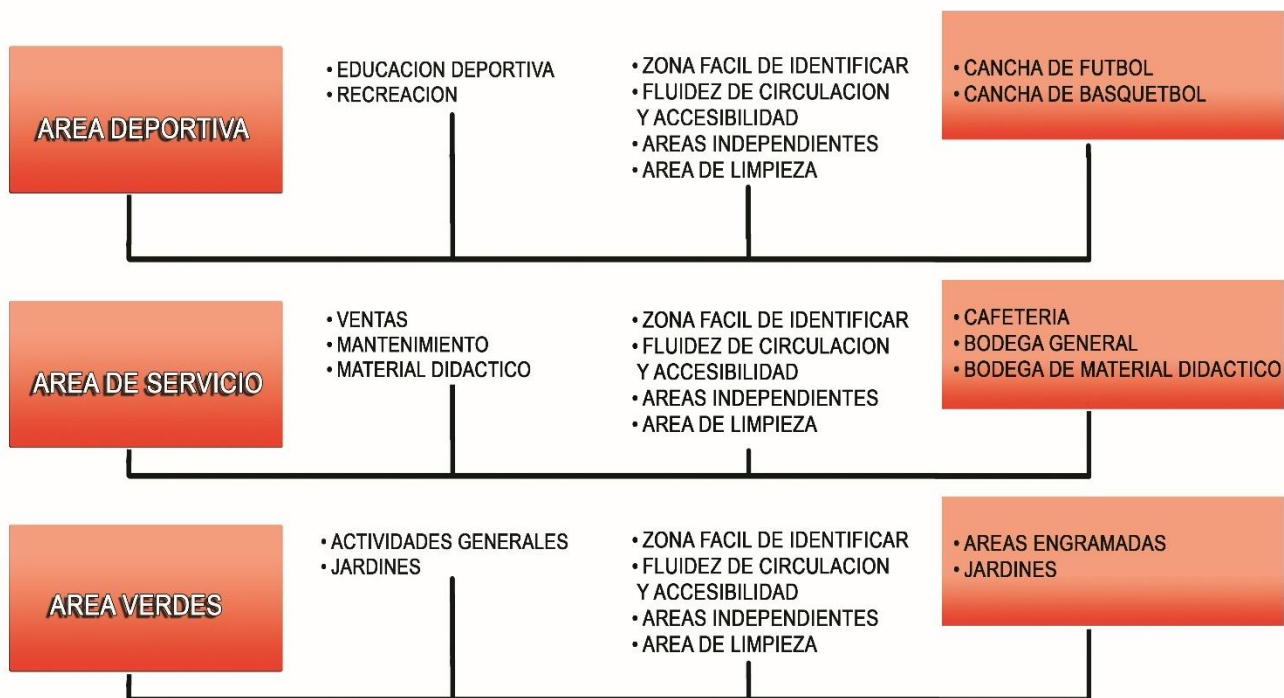 AREA DEPORTIVA
• EDUCACION DEPORTIVA
• RECREACION
• ZONA FACIL DE IDENTIFICAR
• FLUIDEZ DE CIRCULACION
Y ACCESIBILIDAD
• AREAS INDEPENDIENTES
• AREA DE LIMPIEZA
• CANCHA DE FUTBOL
• CANCHA DE BASQUETBOL
AREA DE SERVICIO
• VENTAS
• MANTENIMIENTO
• MATERIAL DIDACTICO
• ZONA FACIL DE IDENTIFICAR
• FLUIDEZ DE CIRCULACION
Y ACCESIBILIDAD
• AREAS INDEPENDIENTES
• AREA DE LIMPIEZA
• CAFETERIA
• BODEGA GENERAL
• BODEGA DE MATERIAL DIDACTICO
AREA VERDES
• ACTIVIDADES GENERALES
• JARDINES
• ZONA FACIL DE IDENTIFICAR
• FLUIDEZ DE CIRCULACION
Y ACCESIBILIDAD
• AREAS INDEPENDIENTES
• AREA DE LIMPIEZA
• AREAS ENGRAMADAS
• JARDINES